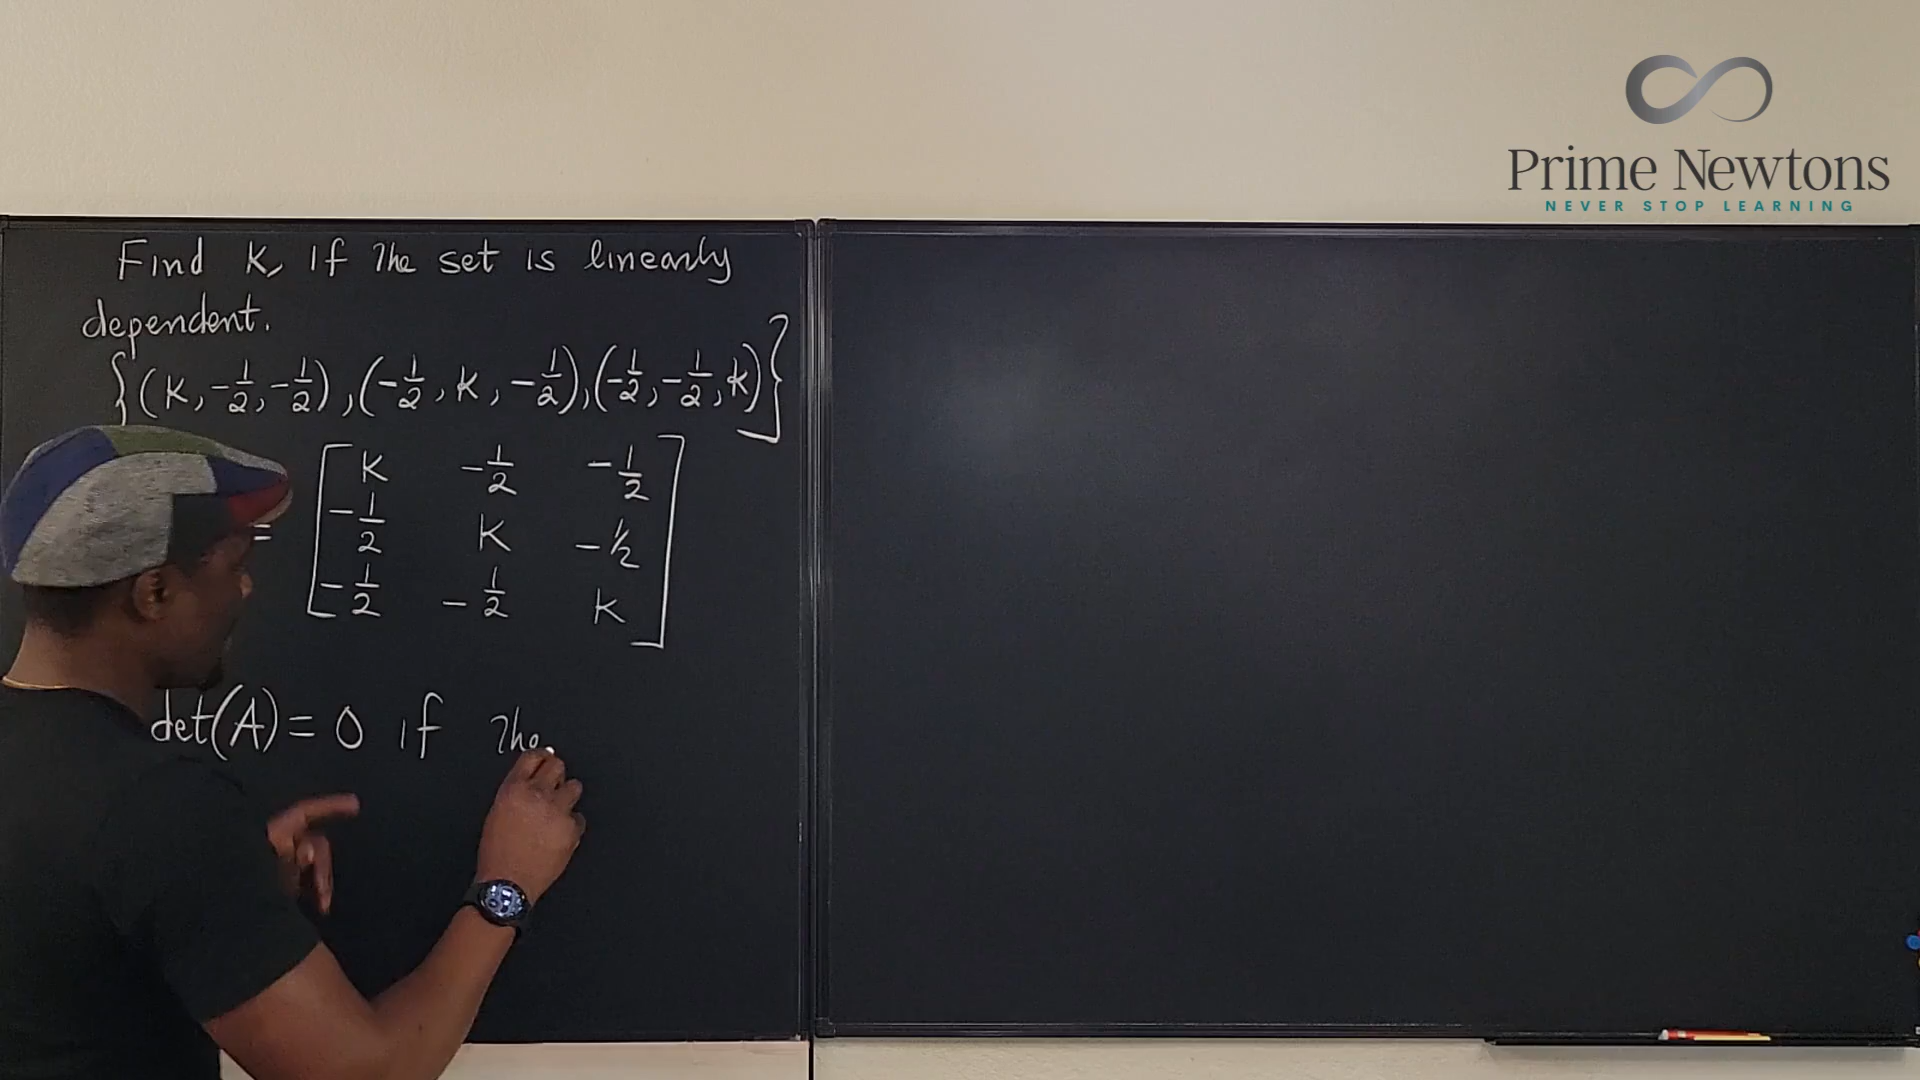 Prime Newtons
NEVER STOP LEARNING
Find K, if The set is linearly
dependent.
{(K, -1/2, -1/2), (-1/2, K, -1/2), (-1/2, -1/2, K)}
= [ K -1/2 -1/2
-1/2 K -1/2
-1/2 -1/2 K ]
det(A) = 0 if The